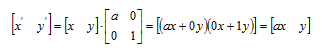 [x' y'] = [x y] · [a 0; 0 1] = [(ax + 0y)(0x + 1y)] = [ax y]